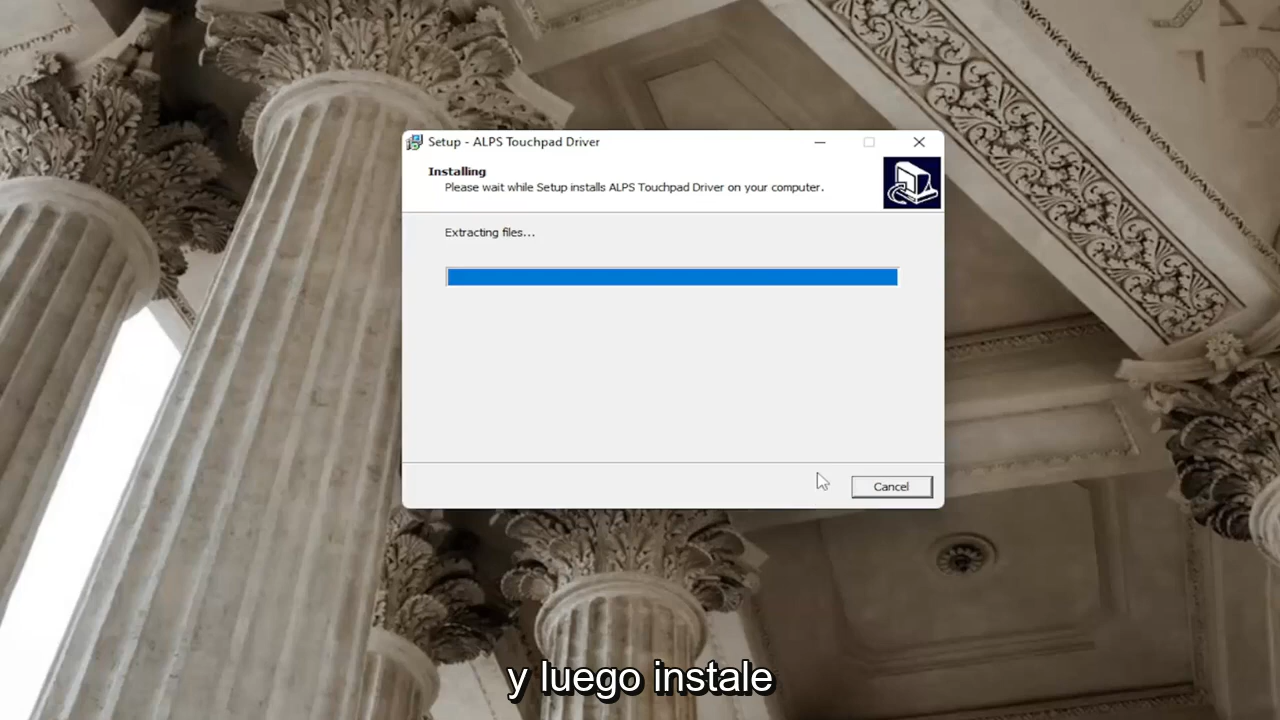 Setup - ALPS Touchpad Driver
Installing
Please wait while Setup installs ALPS Touchpad Driver on your computer.
Extracting files...
Cancel
y luego instale